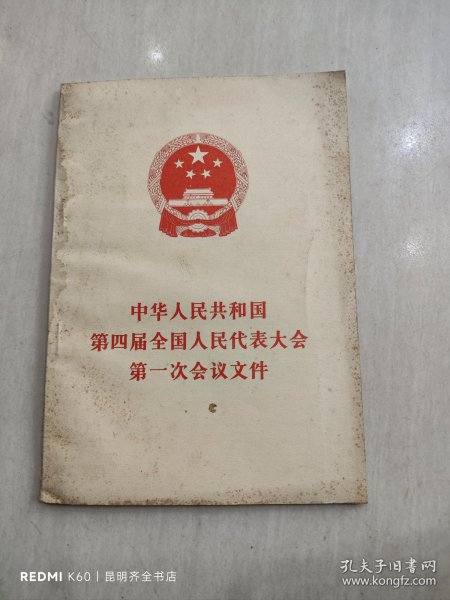 中华人民共和国
第四届全国人民代表大会
第一次会议文件
REDMI K60 | 昆明齐全书店
孔夫子旧书网
www.kongfz.com